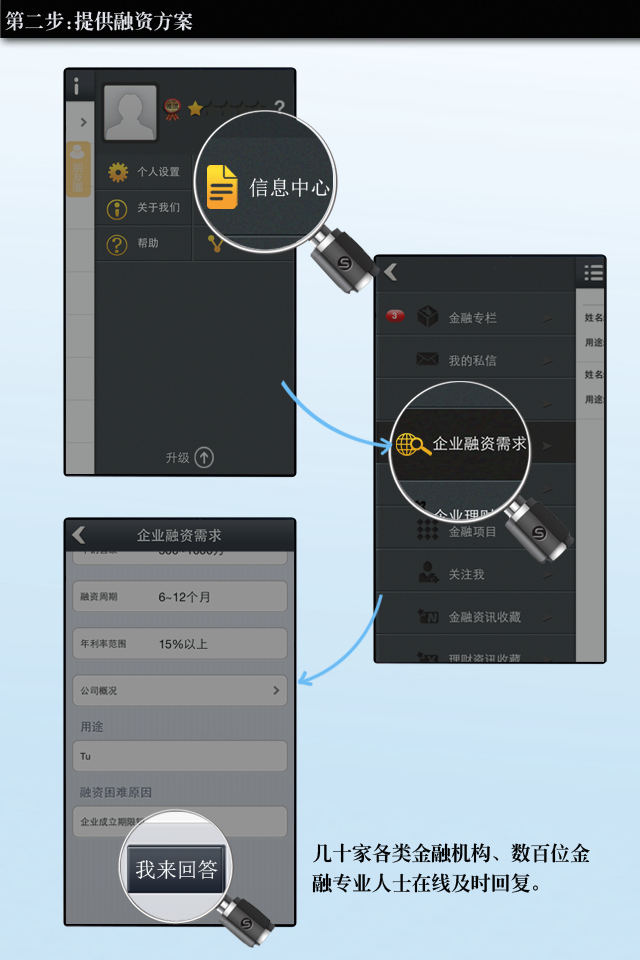 第二步:提供融资方案
个人设置
信息中心
关于我们
帮助
升级
3
金融专栏
我的私信
企业融资需求
企业理财
金融项目
关注我
金融资讯收藏
理财资讯收藏
姓名
用途
姓名
用途
企业融资需求
融资周期 6~12个月
年利率范围 15%以上
公司概况
用途
Tu
融资困难原因
企业成立期限
我来回答
几十家各类金融机构、数百位金
融专业人士在线及时回复。